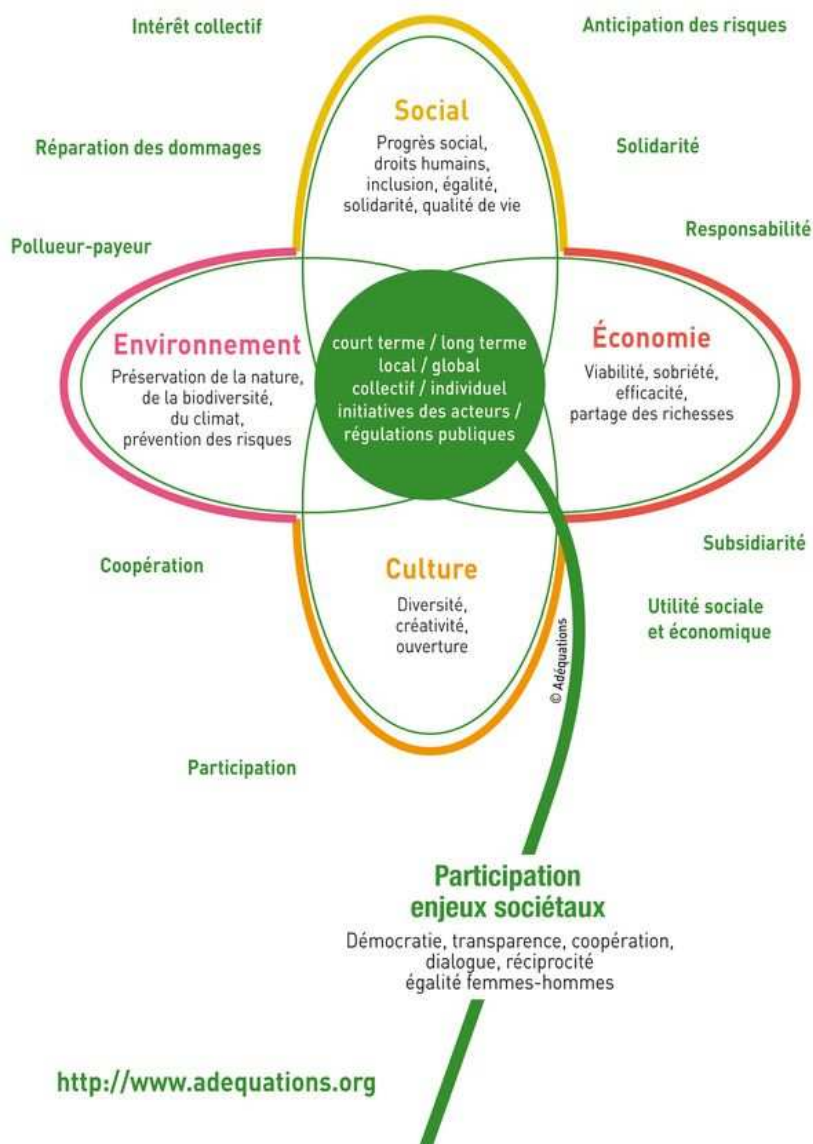 Intérêt collectif
Anticipation des risques
Social
Progrès social,
droits humains,
inclusion, égalité,
solidarité, qualité de vie
Réparation des dommages
Solidarité
Pollueur-payeur
Responsabilité
Environnement
Préservation de la nature,
de la biodiversité,
du climat,
prévention des risques
court terme / long terme
local / global
collectif / individuel
initiatives des acteurs /
régulations publiques
Économie
Viabilité, sobriété,
efficacité,
partage des richesses
Coopération
Subsidiarité
Culture
Diversité,
créativité,
ouverture
Utilité sociale
et économique
© Adéquations
Participation
Participation
enjeux sociétaux
Démocratie, transparence, coopération,
dialogue, réciprocité
égalité femmes-hommes
http://www.adequations.org